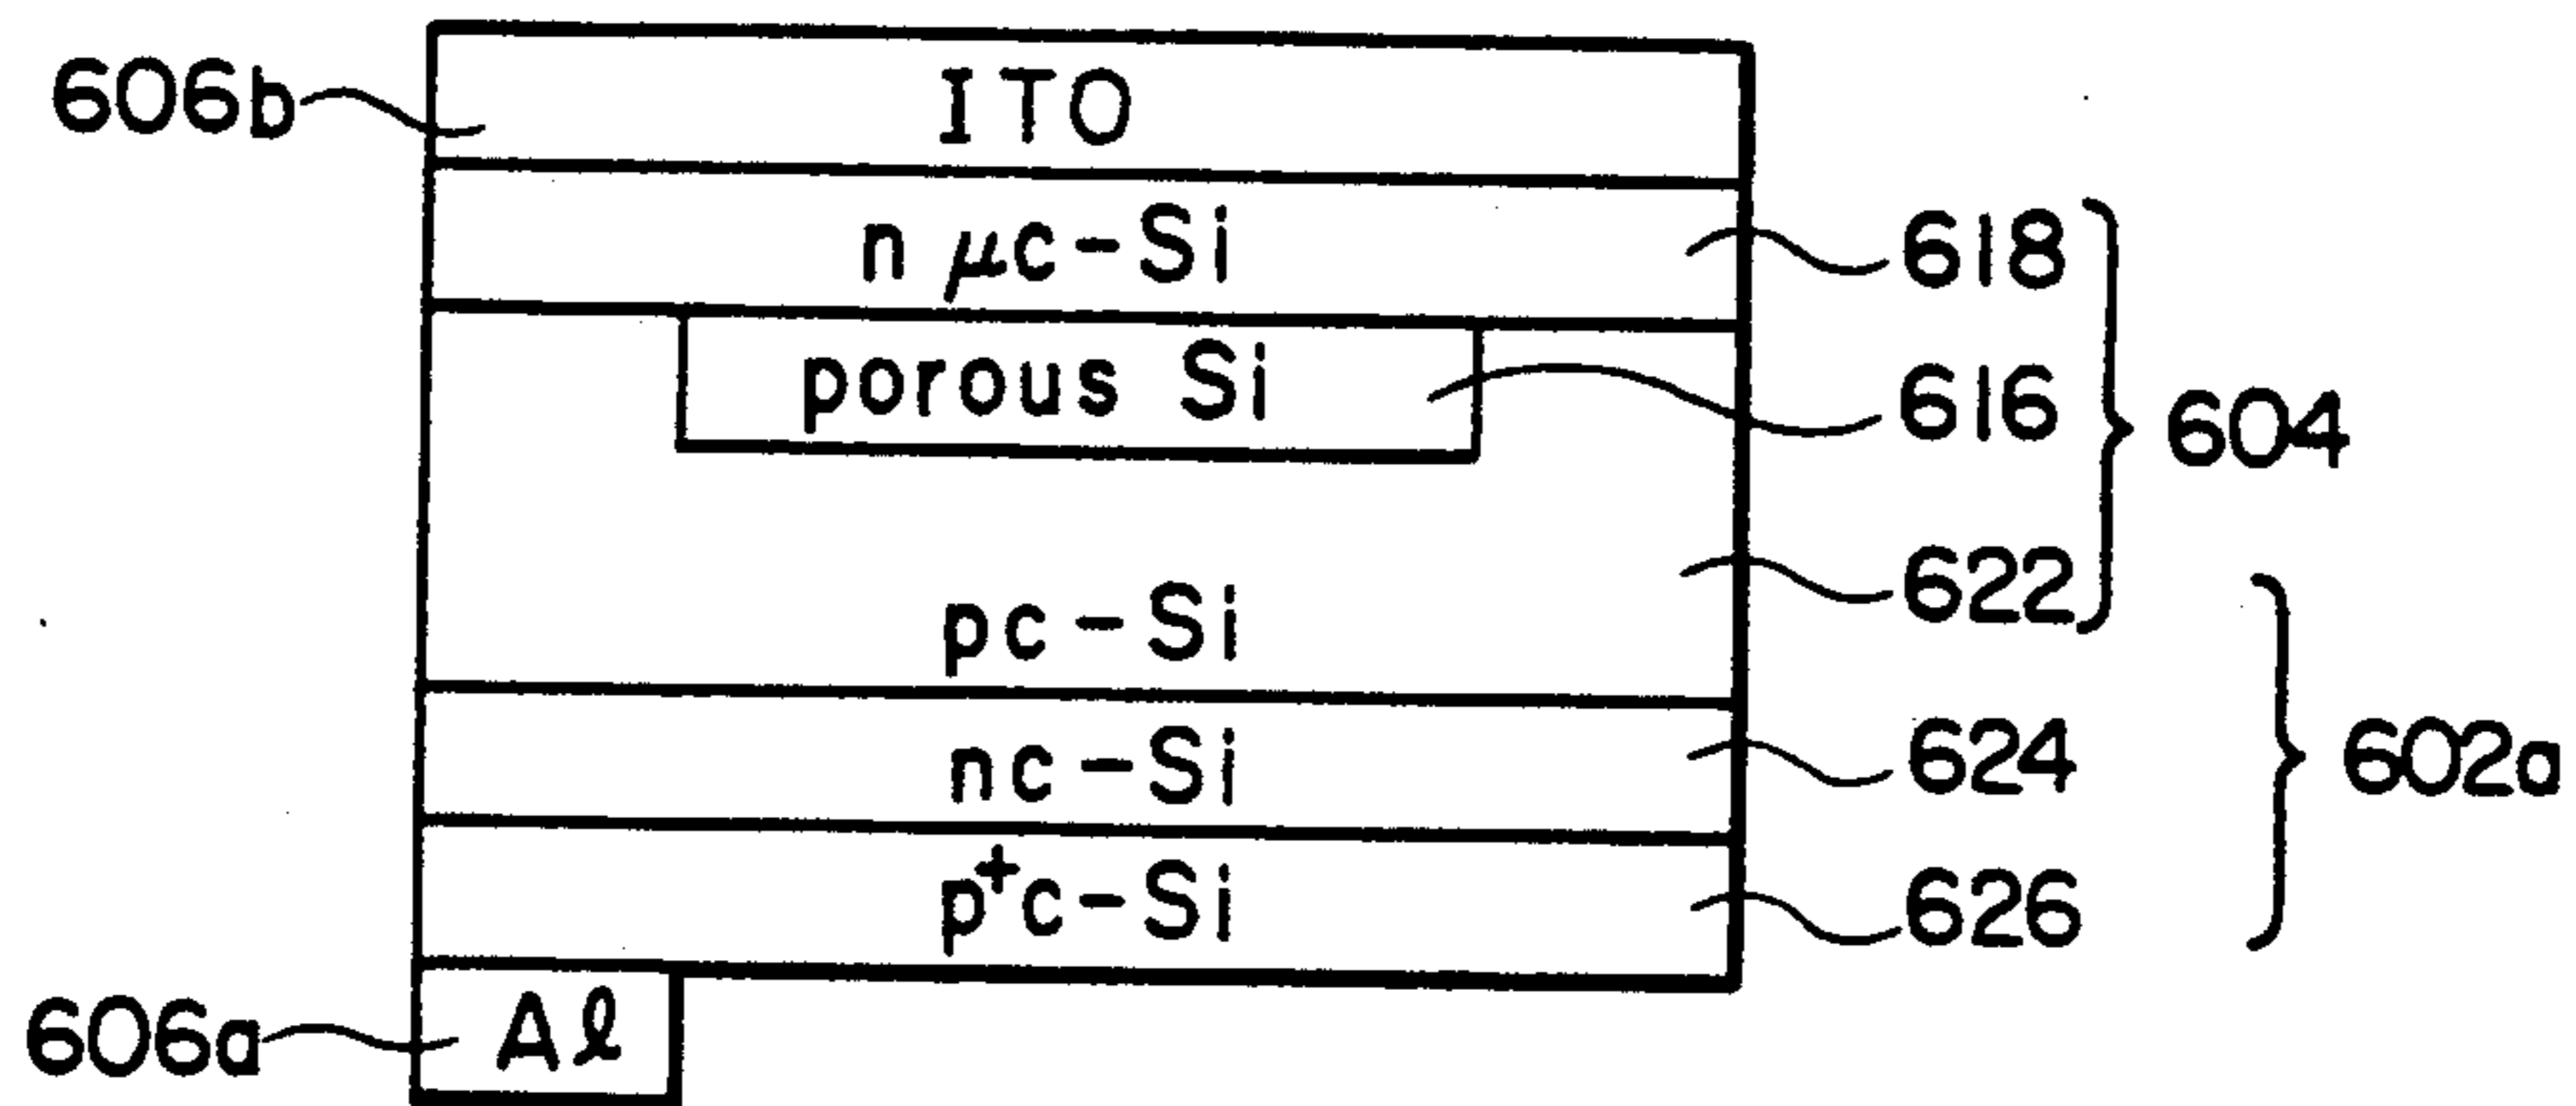 606b
ITO
n μc-Si
618
porous Si
616
604
622
pc-Si
nc-Si
624
602a
p⁺c-Si
626
606a
Aℓ